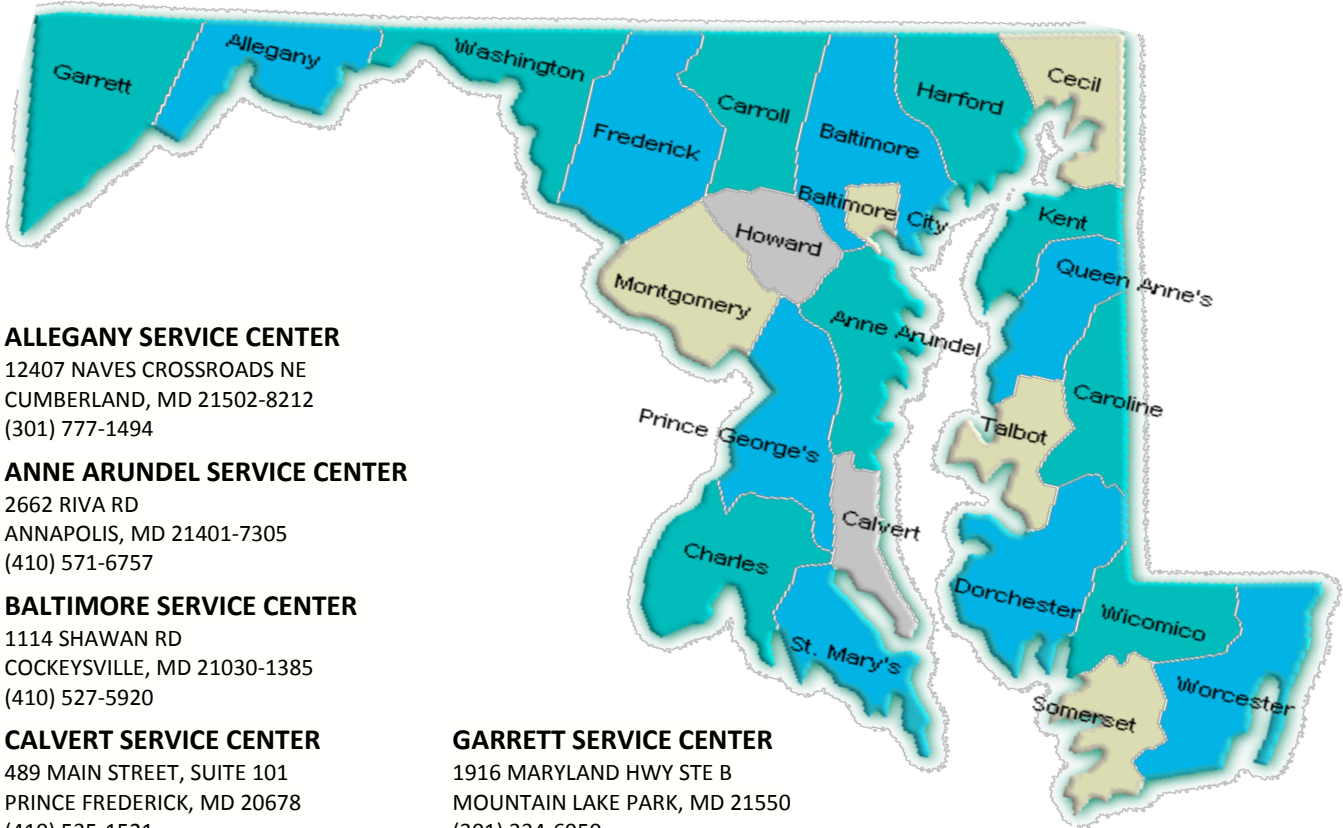 Garrett
Allegany
Washington
Frederick
Carroll
Baltimore
Harford
Cecil
Baltimore City
Howard
Montgomery
Kent
Queen Anne's
Anne Arundel
Caroline
Talbot
Prince George's
Calvert
Charles
St. Mary's
Dorchester
Wicomico
Worcester
Somerset
ALLEGANY SERVICE CENTER
12407 NAVES CROSSROADS NE
CUMBERLAND, MD 21502-8212
(301) 777-1494
ANNE ARUNDEL SERVICE CENTER
2662 RIVA RD
ANNAPOLIS, MD 21401-7305
(410) 571-6757
BALTIMORE SERVICE CENTER
1114 SHAWAN RD
COCKEYSVILLE, MD 21030-1385
(410) 527-5920
CALVERT SERVICE CENTER
489 MAIN STREET, SUITE 101
PRINCE FREDERICK, MD 20678
GARRETT SERVICE CENTER
1916 MARYLAND HWY STE B
MOUNTAIN LAKE PARK, MD 21550